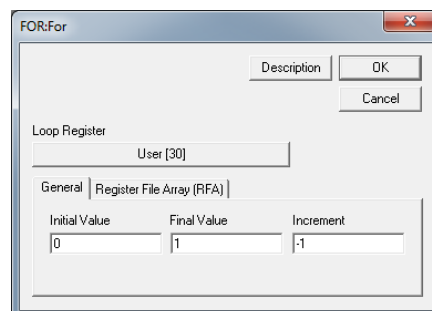 FOR:For
Description OK
Cancel
Loop Register
User [30]
General Register File Array (RFA)
Initial Value Final Value Increment
0 1 -1